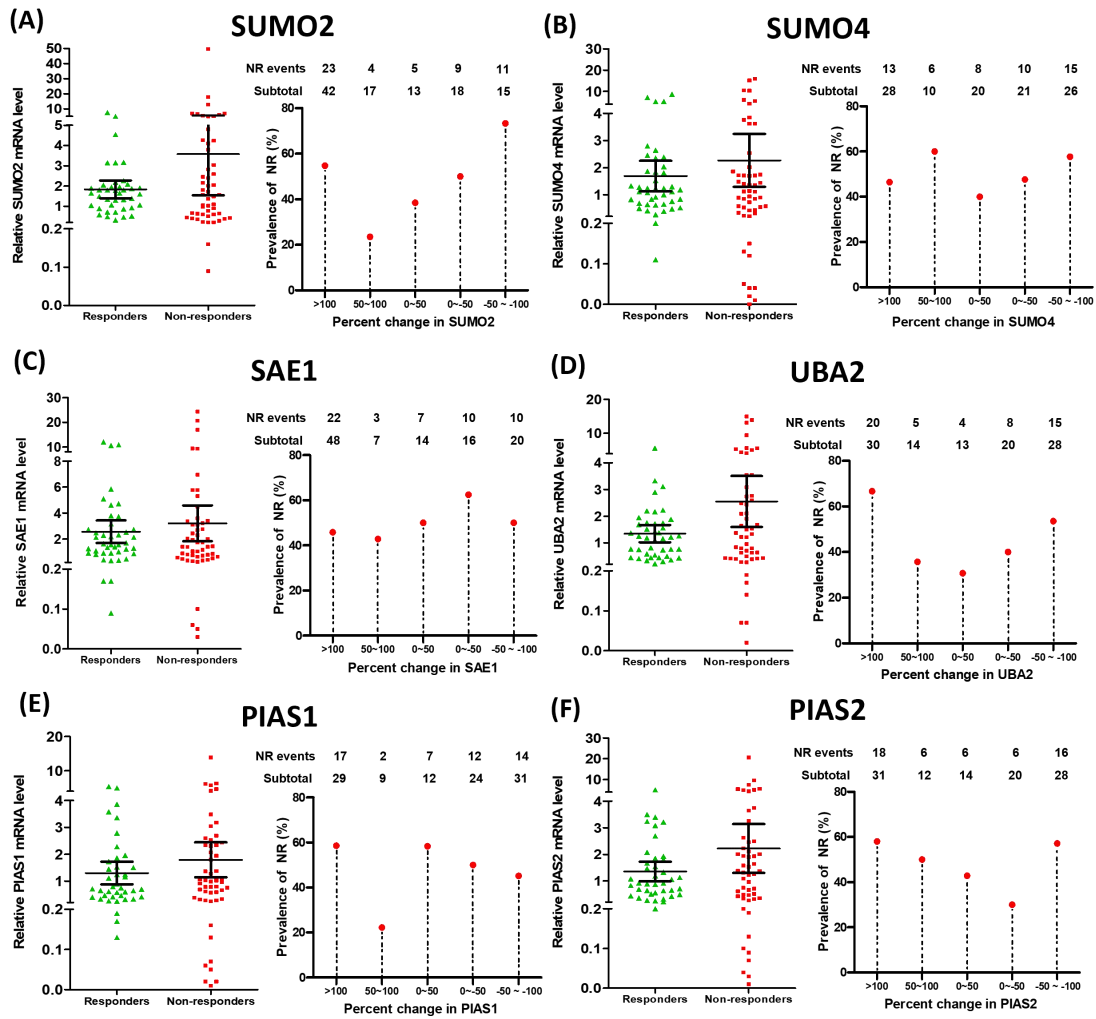 (A) SUMO2
NR events 23 4 5 9 11
Subtotal 42 17 13 18 15
Relative SUMO2 mRNA level
50
40
30
20
10
5
4
3
2
1
0.2
0.1
0.0
Responders Non-responders
Prevalence of NR (%)
80
60
40
20
0
>100 50~100 0~50 0~-50 -50 ~ -100
Percent change in SUMO2
(B) SUMO4
NR events 13 6 8 10 15
Subtotal 28 10 20 21 26
Relative SUMO4 mRNA level
30
20
10
4
3
2
1
0.2
0.1
0.0
Responders Non-responders
Prevalence of NR (%)
80
60
40
20
0
>100 50~100 0~50 0~-50 -50 ~ -100
Percent change in SUMO4
(C) SAE1
NR events 22 3 7 10 10
Subtotal 48 7 14 16 20
Relative SAE1 mRNA level
30
20
10
8
6
4
2
0.2
0.1
0.0
Responders Non-responders
Prevalence of NR (%)
80
60
40
20
0
>100 50~100 0~50 0~-50 -50 ~ -100
Percent change in SAE1
(D) UBA2
NR events 20 5 4 8 15
Subtotal 30 14 13 20 28
Relative UBA2 mRNA level
20
10
4
3
2
1
0.2
0.1
0.0
Responders Non-responders
Prevalence of NR (%)
80
60
40
20
0
>100 50~100 0~50 0~-50 -50 ~ -100
Percent change in UBA2
(E) PIAS1
NR events 17 2 7 12 14
Subtotal 29 9 12 24 31
Relative PIAS1 mRNA level
20
10
4
3
2
1
0.2
0.1
0.0
Responders Non-responders
Prevalence of NR (%)
80
60
40
20
0
>100 50~100 0~50 0~-50 -50 ~ -100
Percent change in PIAS1
(F) PIAS2
NR events 18 6 6 6 16
Subtotal 31 12 14 20 28
Relative PIAS2 mRNA level
30
20
10
4
3
2
1
0.2
0.1
0.0
Responders Non-responders
Prevalence of NR (%)
80
60
40
20
0
>100 50~100 0~50 0~-50 -50 ~ -100
Percent change in PIAS2